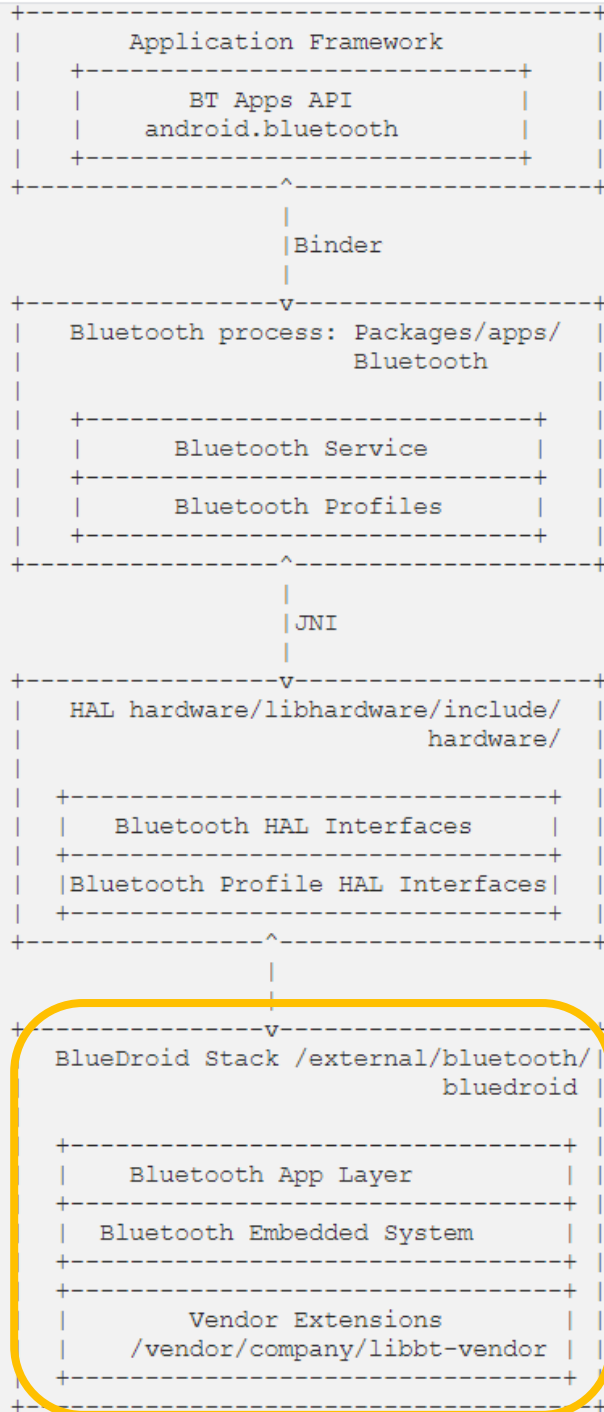 Application Framework
BT Apps API
android.bluetooth
Binder
Bluetooth process: Packages/apps/
Bluetooth
Bluetooth Service
Bluetooth Profiles
JNI
HAL hardware/libhardware/include/
hardware/
Bluetooth HAL Interfaces
Bluetooth Profile HAL Interfaces
BlueDroid Stack /external/bluetooth/
bluedroid
Bluetooth App Layer
Bluetooth Embedded System
Vendor Extensions
/vendor/company/libbt-vendor